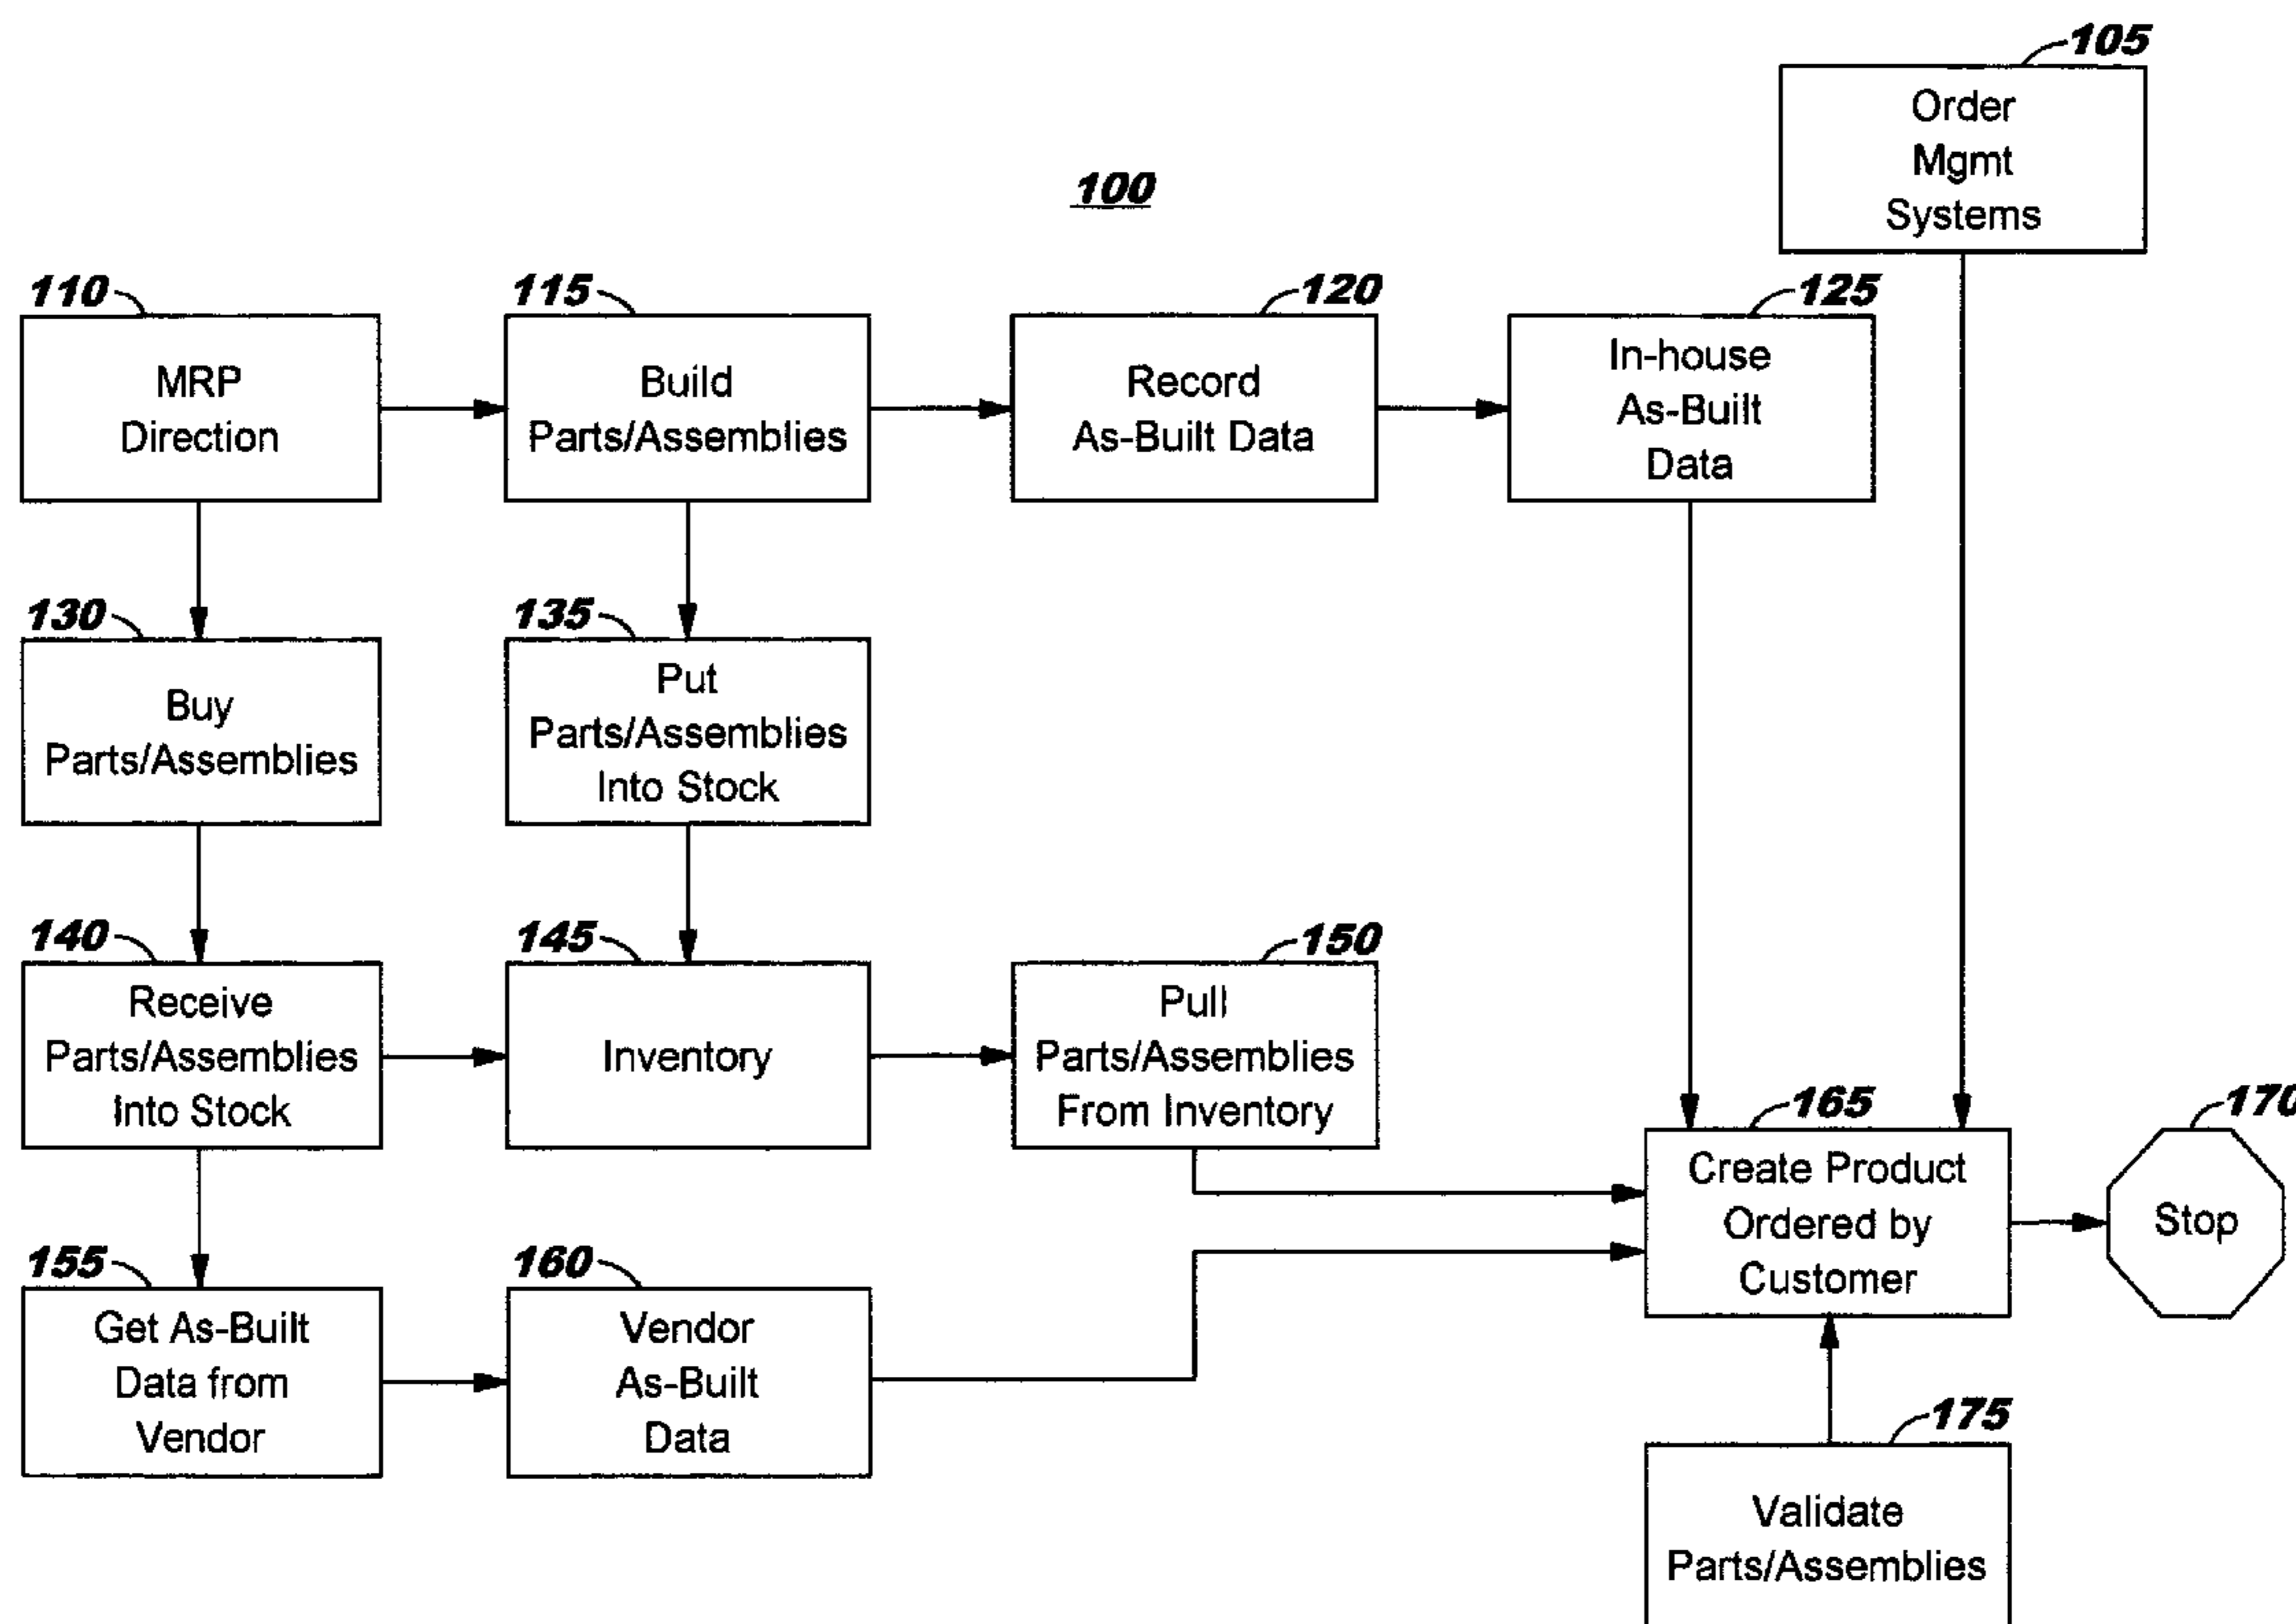 105
Order
Mgmt
Systems
100
110
MRP
Direction
115
Build
Parts/Assemblies
120
Record
As-Built Data
125
In-house
As-Built
Data
130
Buy
Parts/Assemblies
135
Put
Parts/Assemblies
Into Stock
140
Receive
Parts/Assemblies
Into Stock
145
Inventory
150
Pull
Parts/Assemblies
From Inventory
155
Get As-Built
Data from
Vendor
160
Vendor
As-Built
Data
165
Create Product
Ordered by
Customer
170
Stop
175
Validate
Parts/Assemblies